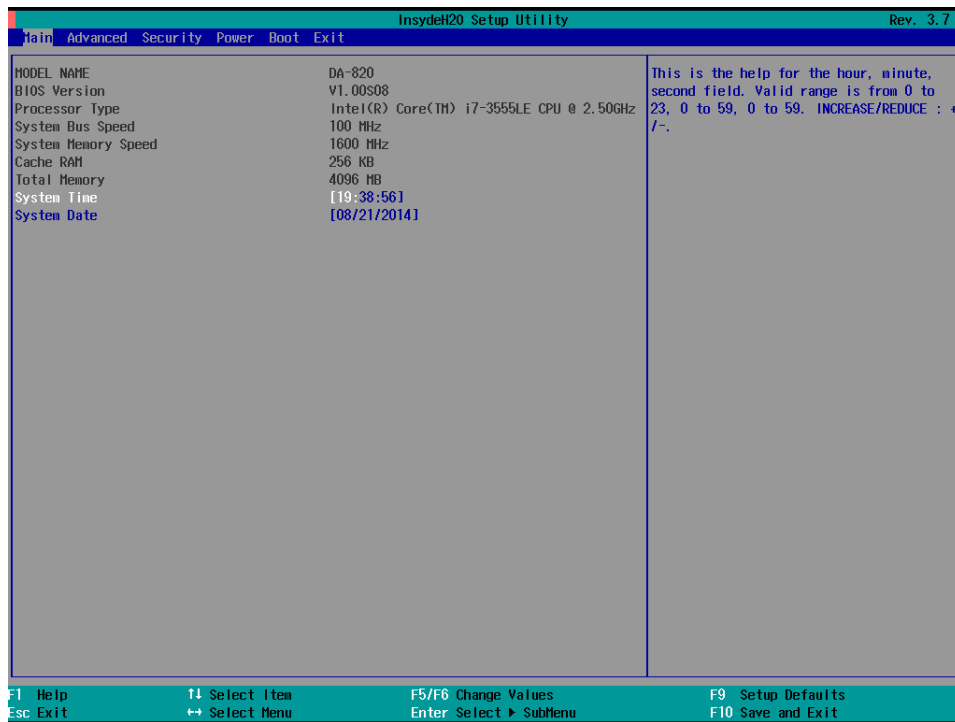 InsydeH20 Setup Utility Rev. 3.7
Main Advanced Security Power Boot Exit
MODEL NAME DA-820
BIOS Version V1.00S08
Processor Type Intel(R) Core(TM) i7-3555LE CPU @ 2.50GHz
System Bus Speed 100 MHz
System Memory Speed 1600 MHz
Cache RAM 256 KB
Total Memory 4096 MB
System Time [19:38:56]
System Date [08/21/2014]
This is the help for the hour, minute,
second field. Valid range is from 0 to
23, 0 to 59, 0 to 59. INCREASE/REDUCE : +
/-.
F1 Help ↑↓ Select Item F5/F6 Change Values F9 Setup Defaults
Esc Exit ↔ Select Menu Enter Select ▶ SubMenu F10 Save and Exit